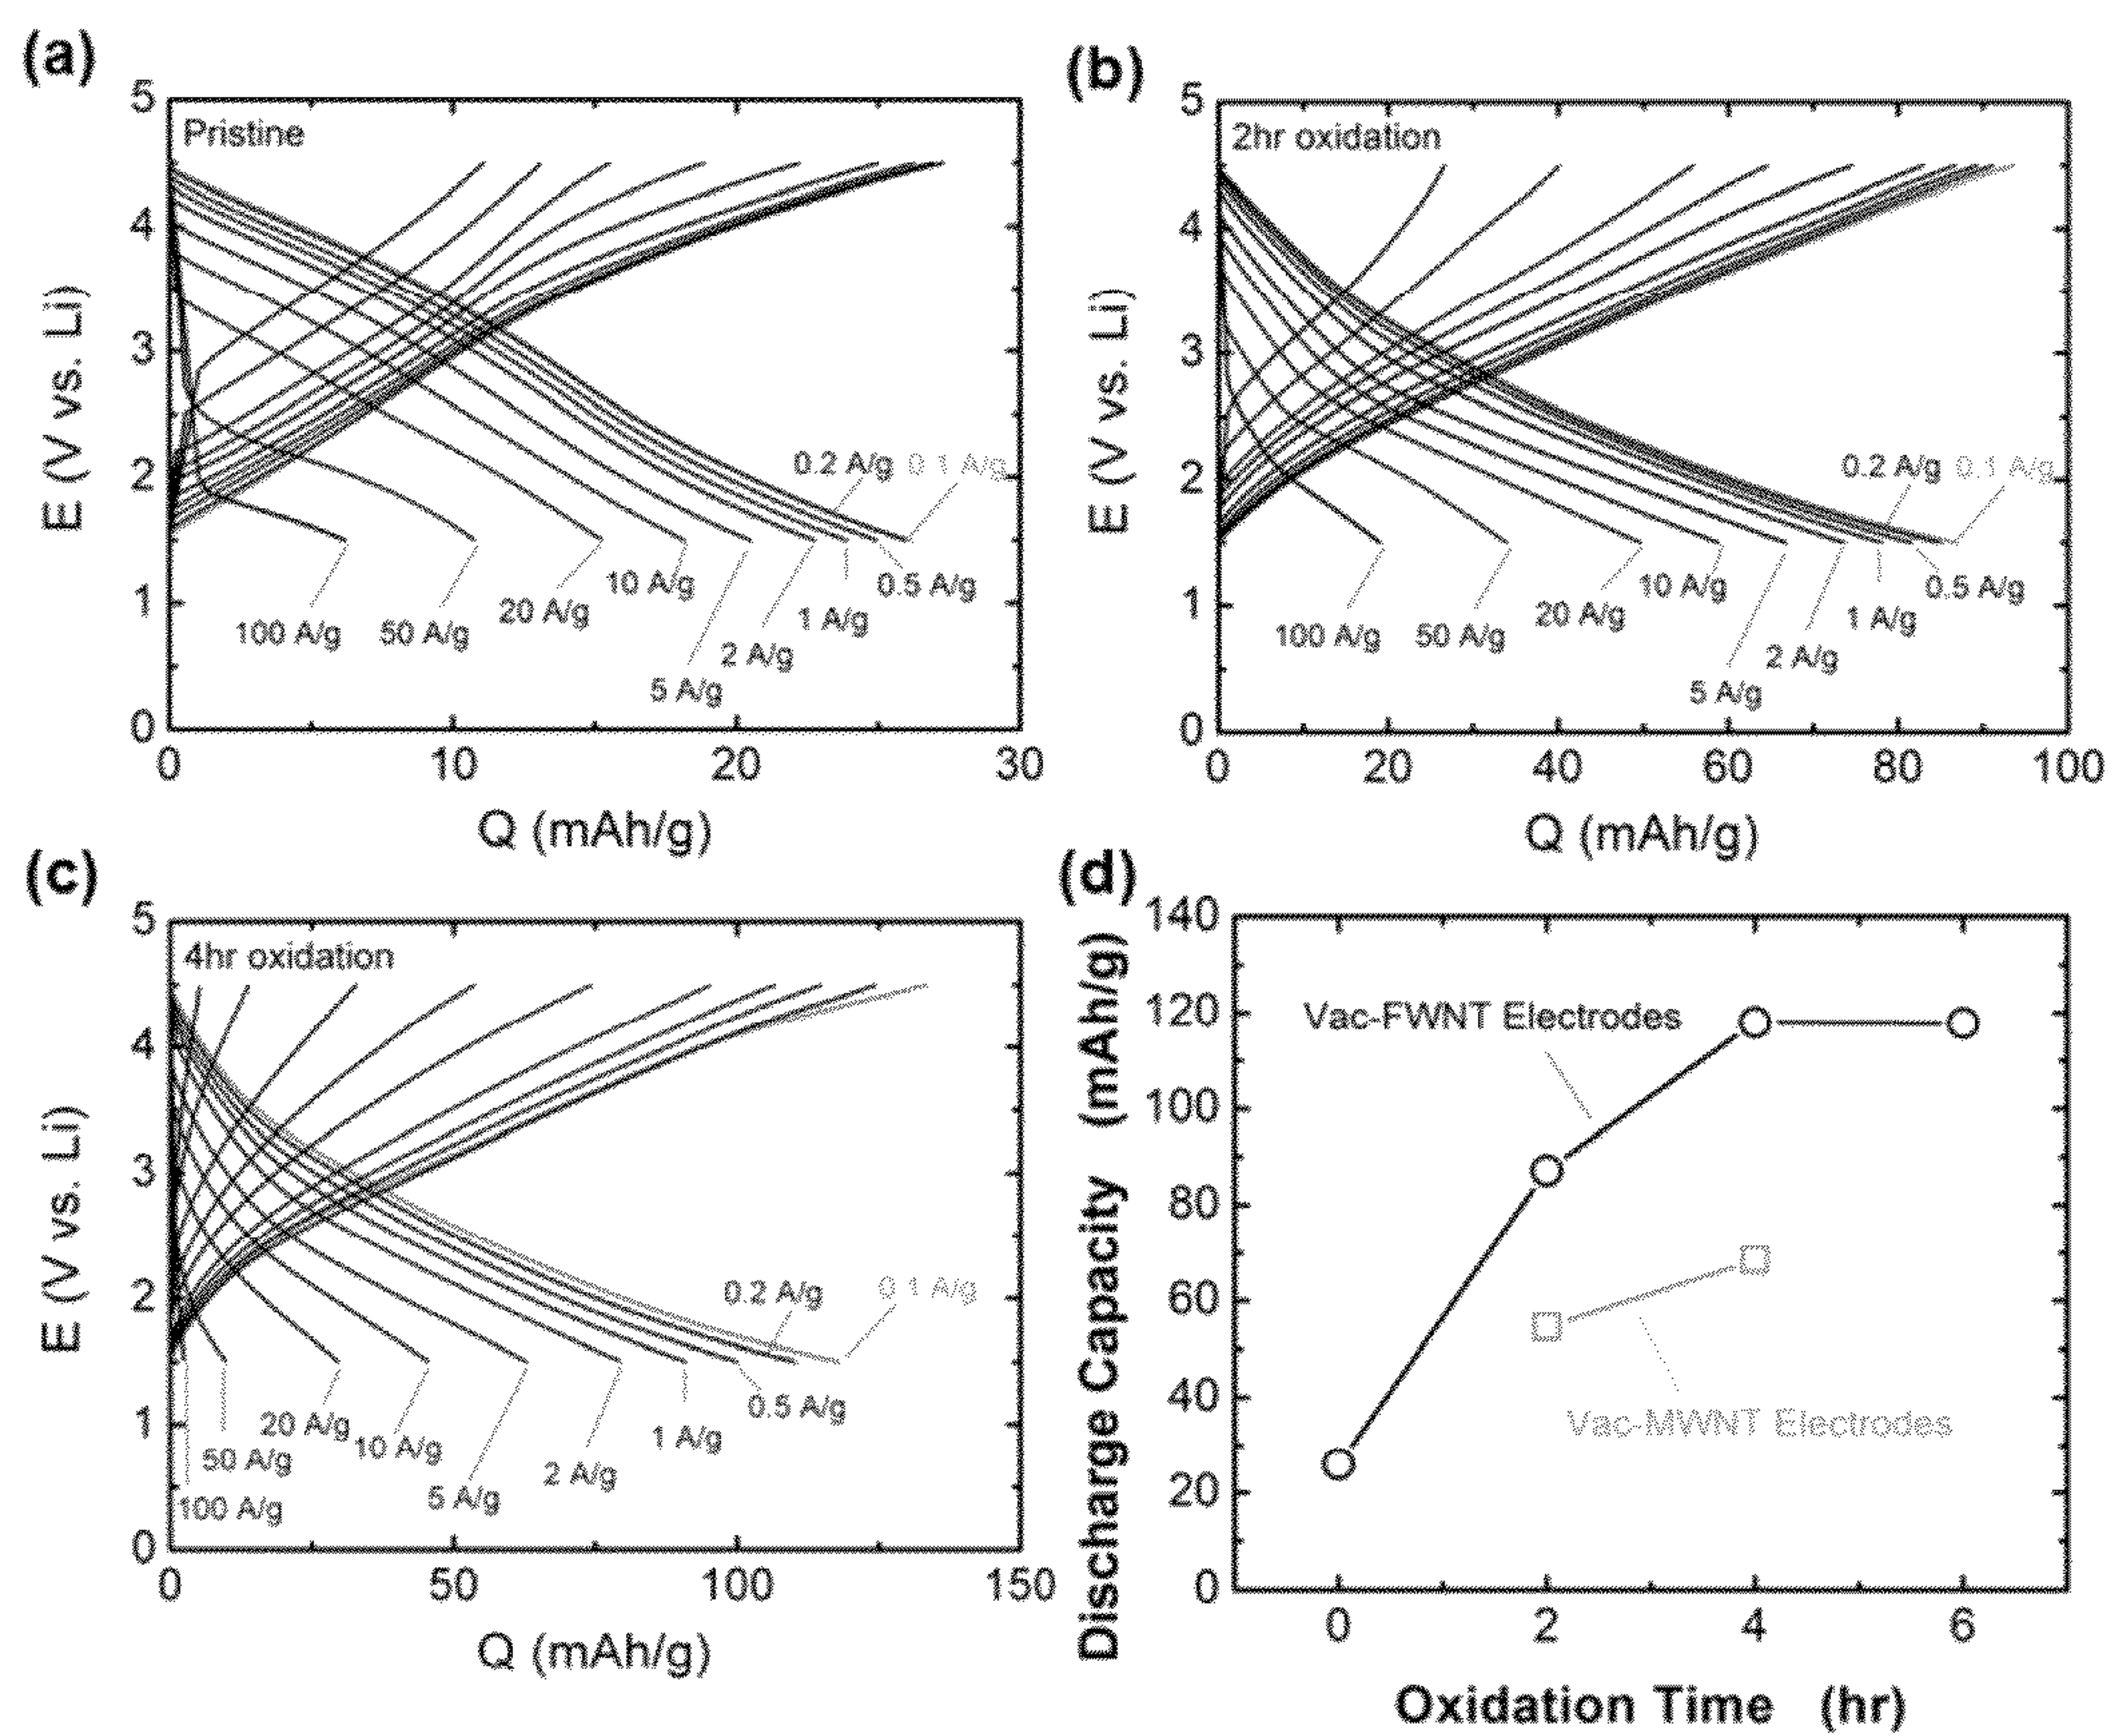 (a)
Pristine
E (V vs. Li)
5
4
3
2
1
0
0.2 A/g 0.1 A/g
0.5 A/g
10 A/g
20 A/g
1 A/g
100 A/g 50 A/g
2 A/g
5 A/g
0 10 20 30
Q (mAh/g)
(b)
2hr oxidation
E (V vs. Li)
5
4
3
2
1
0
0.2 A/g 0.1 A/g
0.5 A/g
10 A/g
20 A/g
1 A/g
100 A/g 50 A/g
2 A/g
5 A/g
0 20 40 60 80 100
Q (mAh/g)
(c)
4hr oxidation
E (V vs. Li)
5
4
3
2
1
0
0.2 A/g 0.1 A/g
0.5 A/g
20 A/g
10 A/g
1 A/g
50 A/g
2 A/g
5 A/g
100 A/g
0 50 100 150
Q (mAh/g)
(d)
Discharge Capacity (mAh/g)
140
120
100
80
60
40
20
0
Vac-FWNT Electrodes
Vac-MWNT Electrodes
0 2 4 6
Oxidation Time (hr)